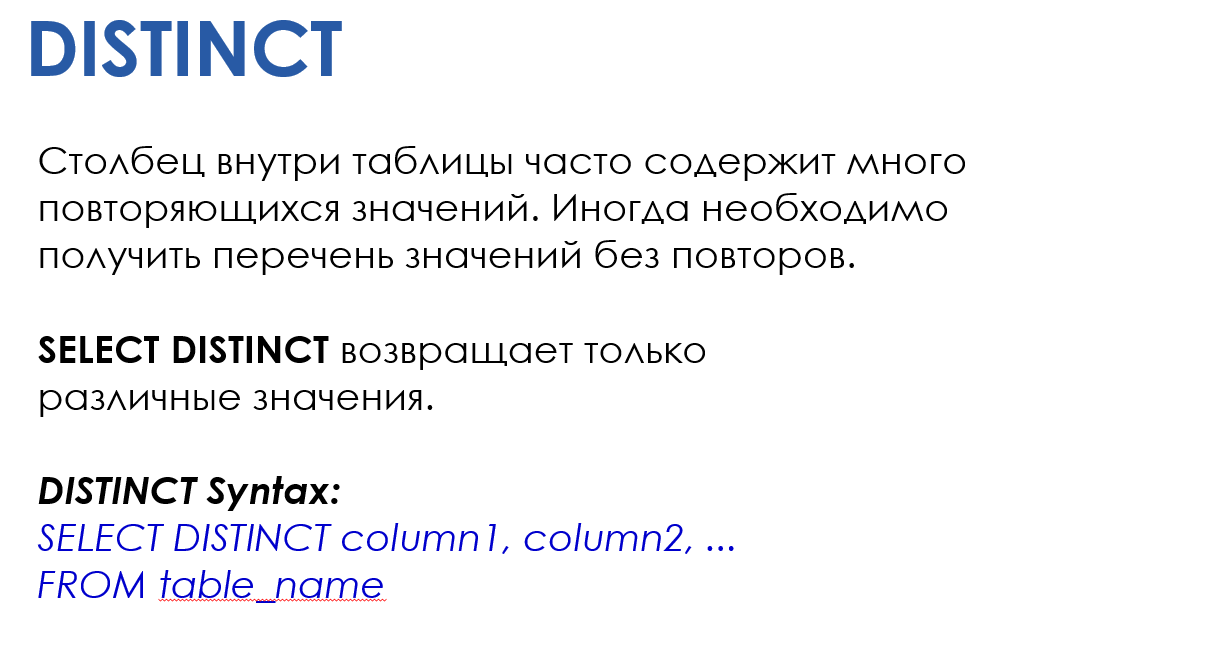 DISTINCT
Столбец внутри таблицы часто содержит много
повторяющихся значений. Иногда необходимо
получить перечень значений без повторов.
SELECT DISTINCT возвращает только
различные значения.
DISTINCT Syntax:
SELECT DISTINCT column1, column2, ...
FROM table_name